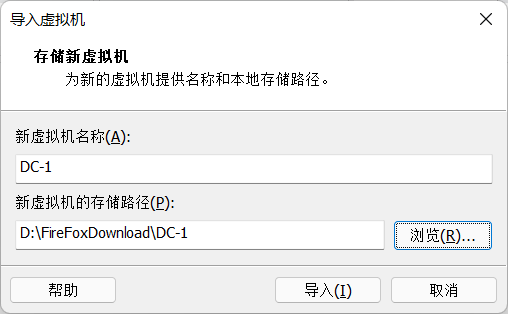 导入虚拟机
存储新虚拟机
为新的虚拟机提供名称和本地存储路径。
新虚拟机名称(A):
DC-1
新虚拟机的存储路径(P):
D:\FireFoxDownload\DC-1
浏览(R)...
帮助
导入(I)
取消